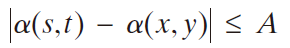 |α(s,t) − α(x,y)| ≤ A